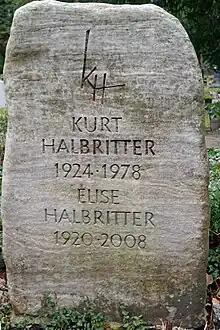 KH
KURT
HALBRITTER
1924·1978
ELISE
HALBRITTER
1920·2008